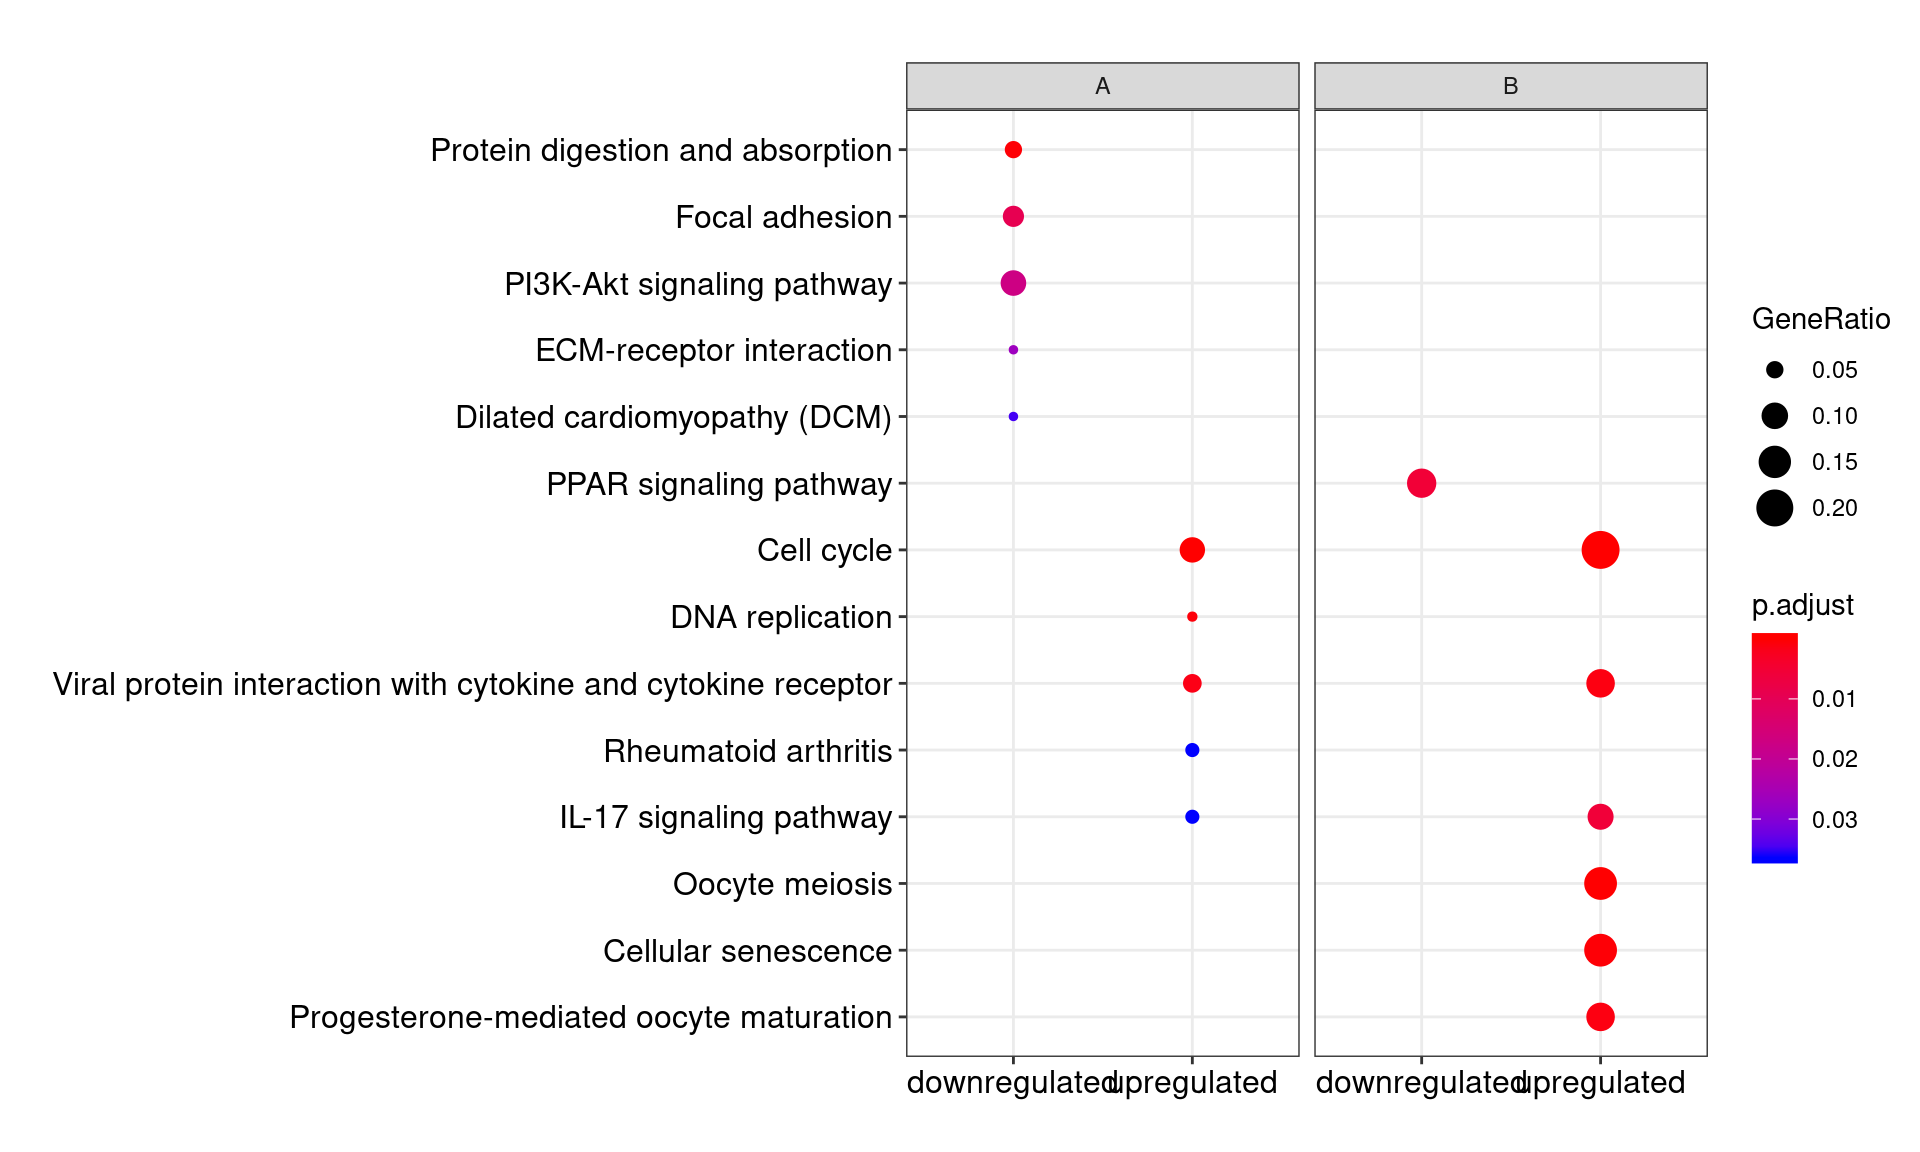 A
B
Protein digestion and absorption
Focal adhesion
PI3K-Akt signaling pathway
ECM-receptor interaction
Dilated cardiomyopathy (DCM)
PPAR signaling pathway
Cell cycle
DNA replication
Viral protein interaction with cytokine and cytokine receptor
Rheumatoid arthritis
IL-17 signaling pathway
Oocyte meiosis
Cellular senescence
Progesterone-mediated oocyte maturation
downregulated
upregulated
downregulated
upregulated
GeneRatio
0.05
0.10
0.15
0.20
p.adjust
0.01
0.02
0.03